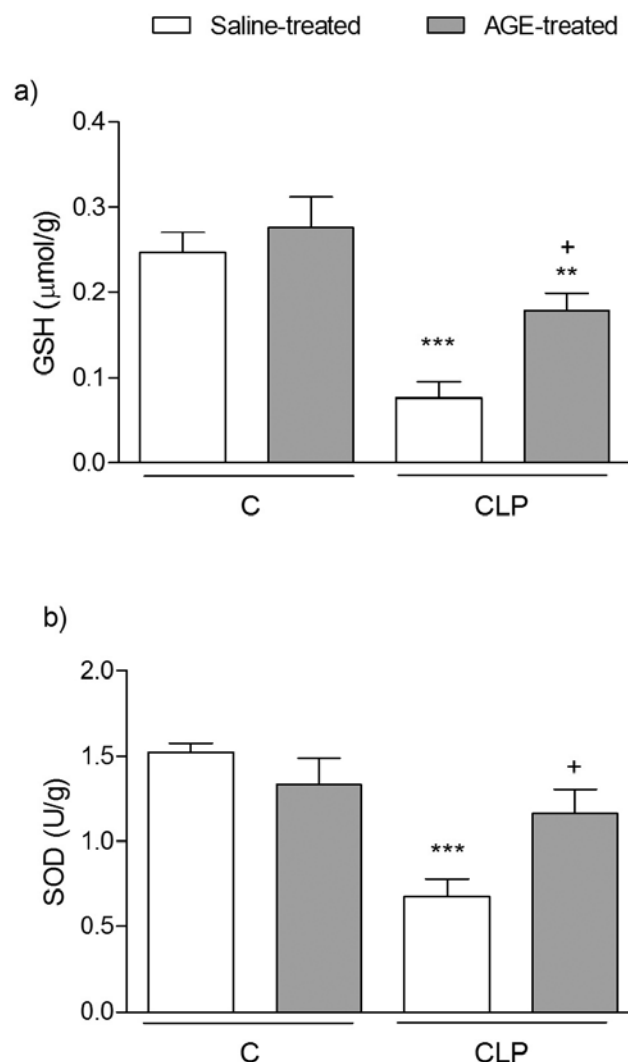 Saline-treated AGE-treated
a)
GSH (μmol/g)
0.4
0.3
0.2
0.1
0.0
***
+
**
C CLP
b)
SOD (U/g)
2.0
1.5
1.0
0.5
0.0
***
+
C CLP